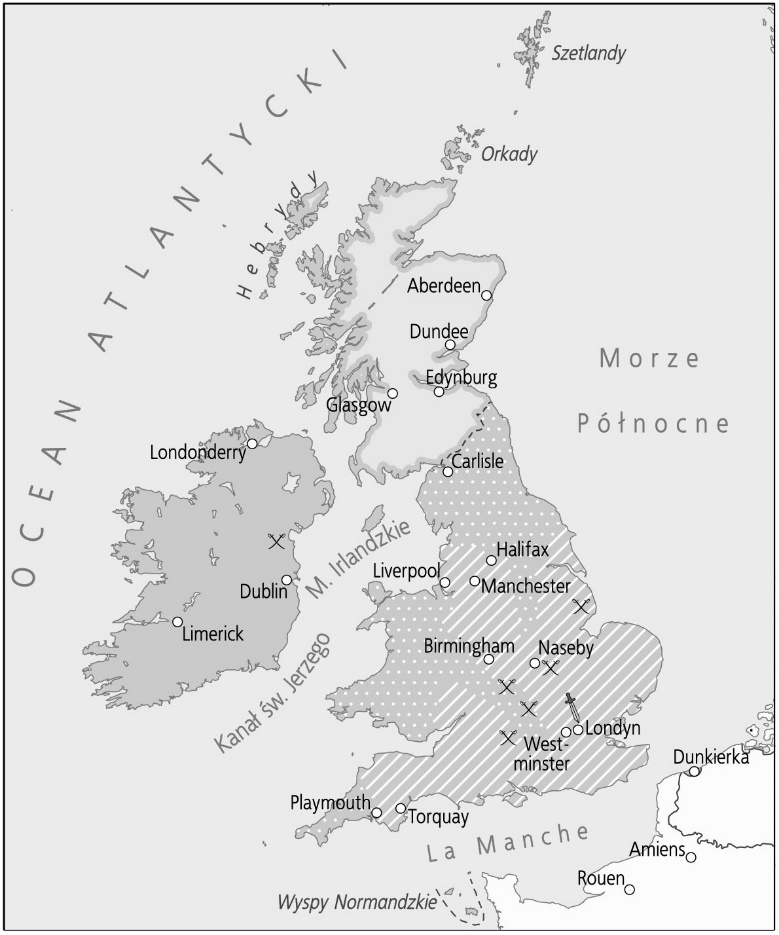 Szetlandy
OCEAN ATLANTYCKI
Orkady
Hebrydy
Aberdeen
Dundee
Morze
Północne
Edynburg
Glasgow
Londonderry
Carlisle
M. Irlandzkie
Halifax
Liverpool
Manchester
Dublin
Limerick
Kanał św. Jerzego
Birmingham
Naseby
Londyn
West-
minster
Dunkierka
Playmouth
Torquay
La Manche
Amiens
Rouen
Wyspy Normandzkie